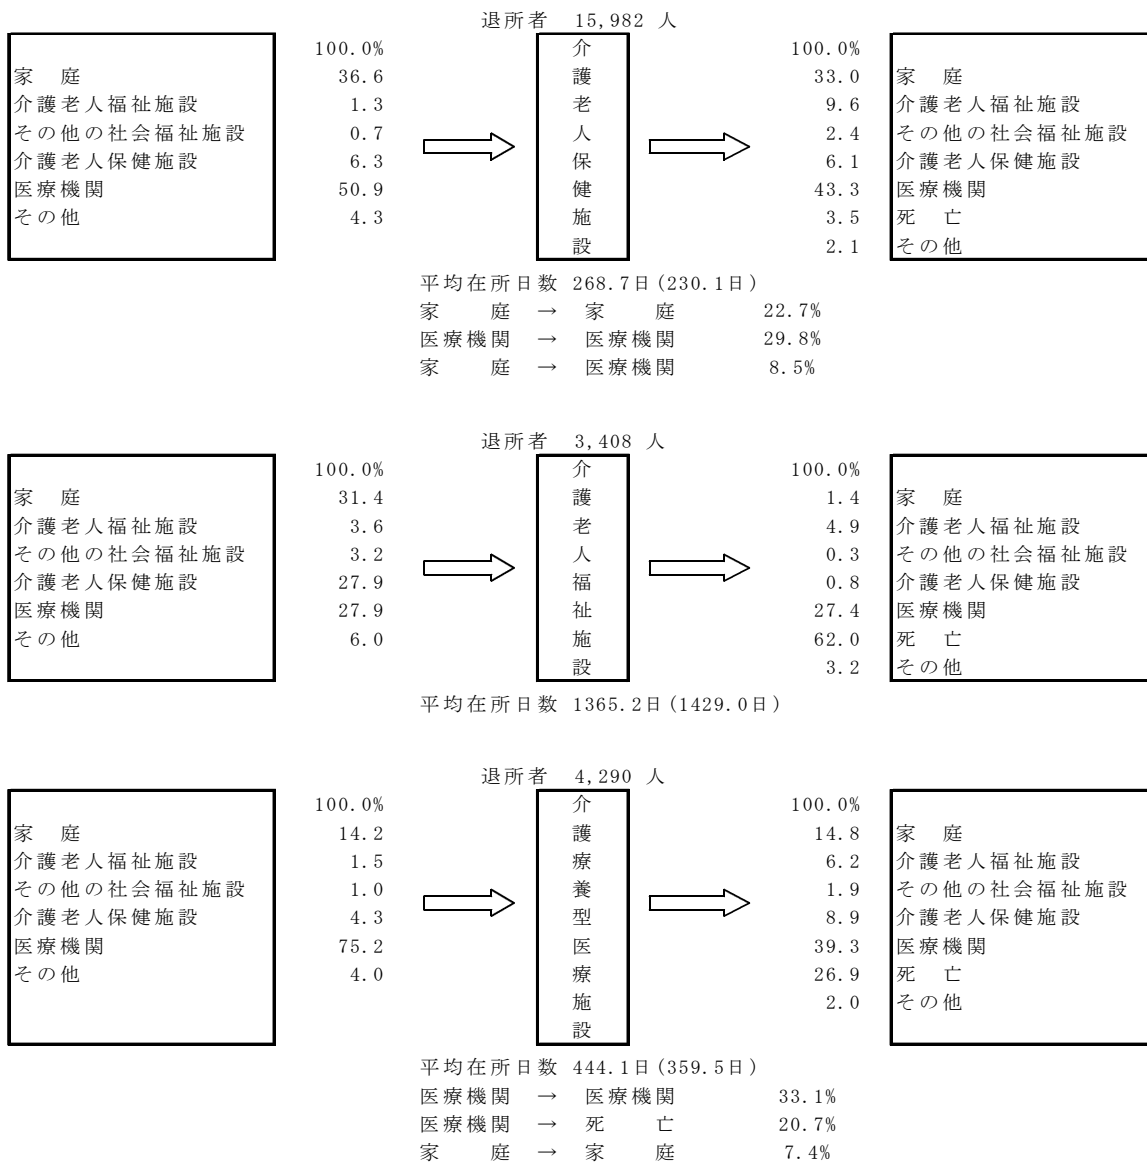 退所者　15,982 人
100.0%　介　100.0%
家　庭　36.6　護　33.0　家　庭
介護老人福祉施設　1.3　老　9.6　介護老人福祉施設
その他の社会福祉施設　0.7　人　2.4　その他の社会福祉施設
介護老人保健施設　6.3　保　6.1　介護老人保健施設
医療機関　50.9　健　43.3　医療機関
その他　4.3　施　3.5　死　亡
設　2.1　その他
平均在所日数 268.7日(230.1日)
家　庭　→　家　庭　22.7%
医療機関　→　医療機関　29.8%
家　庭　→　医療機関　8.5%
退所者　3,408 人
100.0%　介　100.0%
家　庭　31.4　護　1.4　家　庭
介護老人福祉施設　3.6　老　4.9　介護老人福祉施設
その他の社会福祉施設　3.2　人　0.3　その他の社会福祉施設
介護老人保健施設　27.9　福　0.8　介護老人保健施設
医療機関　27.9　祉　27.4　医療機関
その他　6.0　施　62.0　死　亡
設　3.2　その他
平均在所日数 1365.2日(1429.0日)
退所者　4,290 人
100.0%　介　100.0%
家　庭　14.2　護　14.8　家　庭
介護老人福祉施設　1.5　療　6.2　介護老人福祉施設
その他の社会福祉施設　1.0　養　1.9　その他の社会福祉施設
介護老人保健施設　4.3　型　8.9　介護老人保健施設
医療機関　75.2　医　39.3　医療機関
その他　4.0　療　26.9　死　亡
施　2.0　その他
設
平均在所日数 444.1日(359.5日)
医療機関　→　医療機関　33.1%
医療機関　→　死　亡　20.7%
家　庭　→　家　庭　7.4%